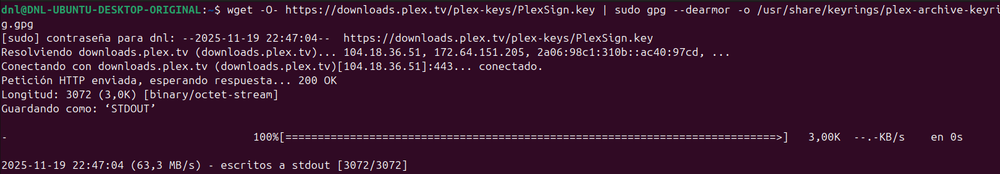 dnl@DNL-UBUNTU-DESKTOP-ORIGINAL:~$ wget -O- https://downloads.plex.tv/plex-keys/PlexSign.key | sudo gpg --dearmor -o /usr/share/keyrings/plex-archive-keyri
g.gpg
[sudo] contraseña para dnl: --2025-11-19 22:47:04--  https://downloads.plex.tv/plex-keys/PlexSign.key
Resolviendo downloads.plex.tv (downloads.plex.tv)... 104.18.36.51, 172.64.151.205, 2a06:98c1:310b::ac40:97cd, ...
Conectando con downloads.plex.tv (downloads.plex.tv)[104.18.36.51]:443... conectado.
Petición HTTP enviada, esperando respuesta... 200 OK
Longitud: 3072 (3,0K) [binary/octet-stream]
Guardando como: ‘STDOUT’
-                                     100%[============================================================================>]   3,00K  --.-KB/s    en 0s
2025-11-19 22:47:04 (63,3 MB/s) - escritos a stdout [3072/3072]